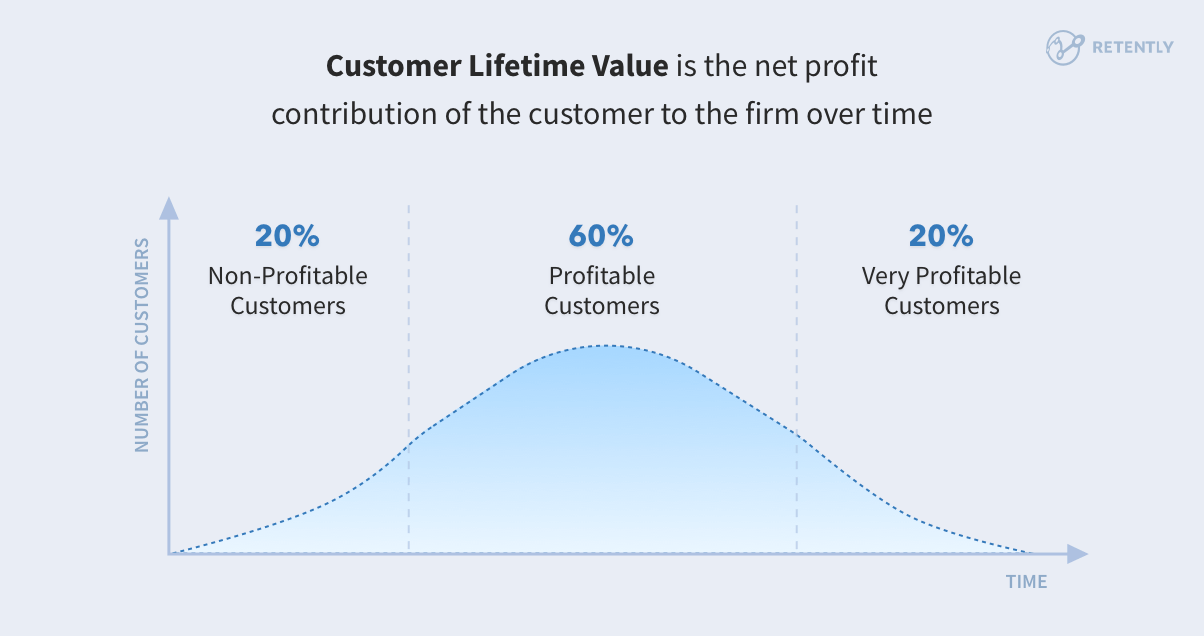 Customer Lifetime Value is the net profit
contribution of the customer to the firm over time
RETENTLY
NUMBER OF CUSTOMERS
20%
Non-Profitable
Customers
60%
Profitable
Customers
20%
Very Profitable
Customers
TIME